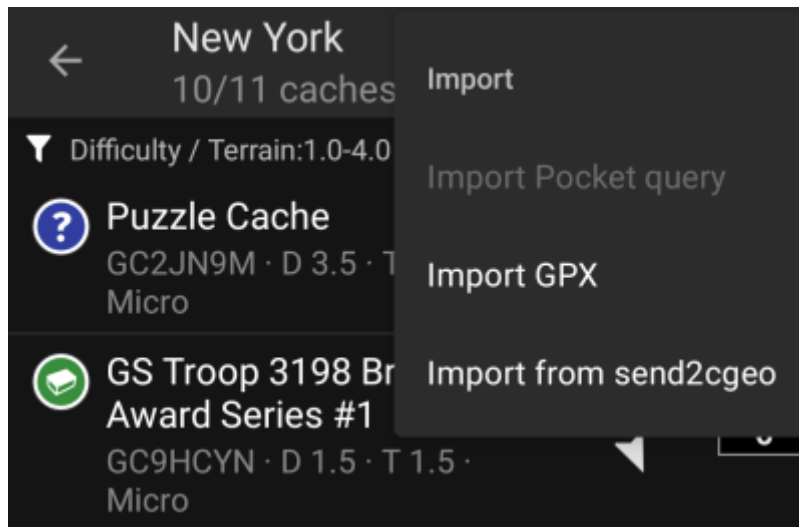 New York
10/11 caches
Difficulty / Terrain:1.0-4.0
?
Puzzle Cache
GC2JN9M · D 3.5 · T
Micro
GS Troop 3198 Br
Award Series #1
GC9HCYN · D 1.5 · T 1.5 ·
Micro
Import
Import Pocket query
Import GPX
Import from send2cgeo